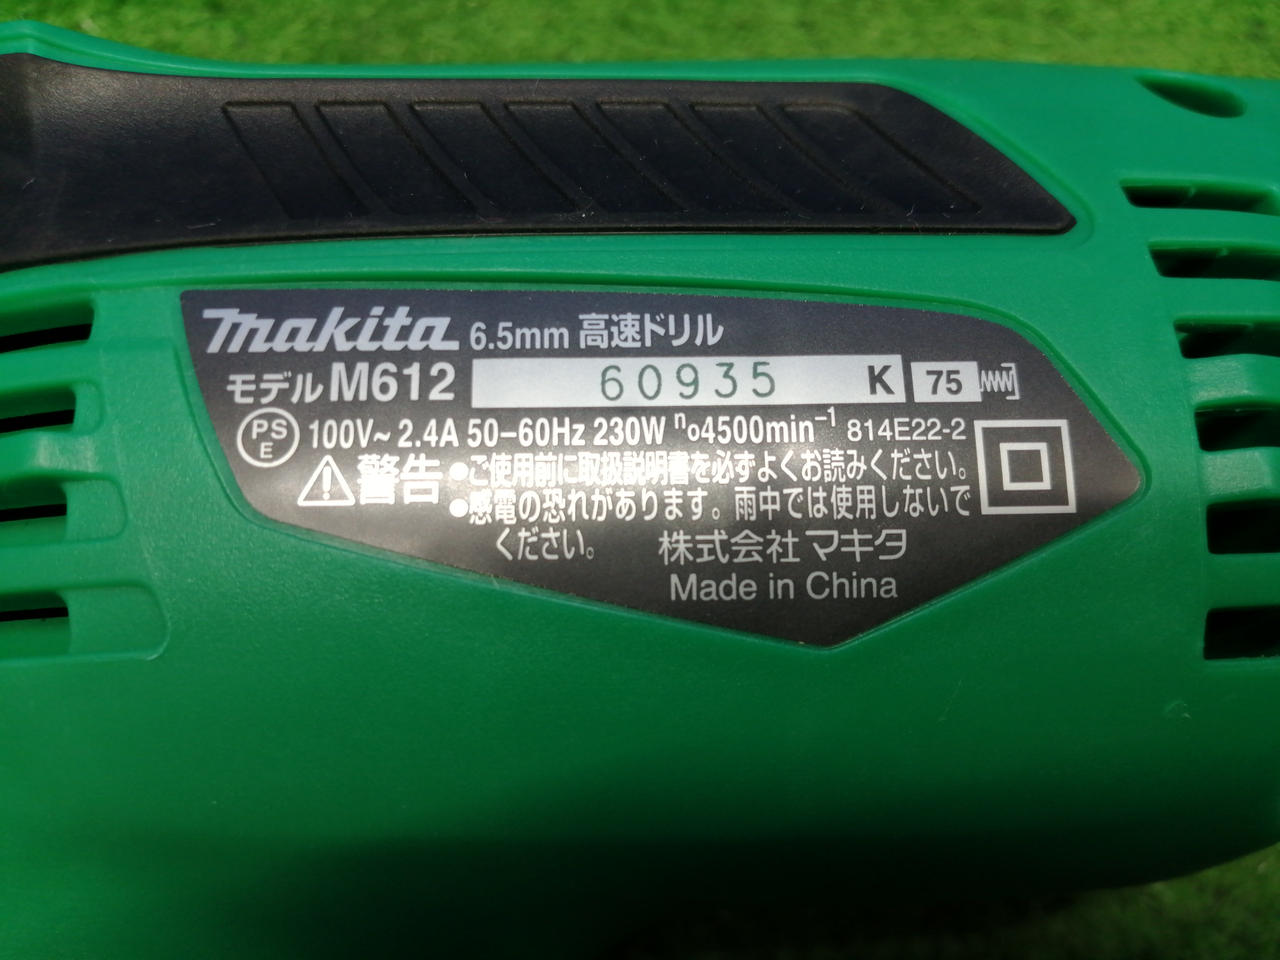 makita 6.5mm 高速ドリル
モデル M612 60935 K 75
PSE 100V~ 2.4A 50-60Hz 230W n₀4500min⁻¹ 814E22-2
警告 ●ご使用前に取扱説明書を必ずよくお読みください。
●感電の恐れがあります。雨中では使用しないで
ください。 株式会社 マキタ
Made in China